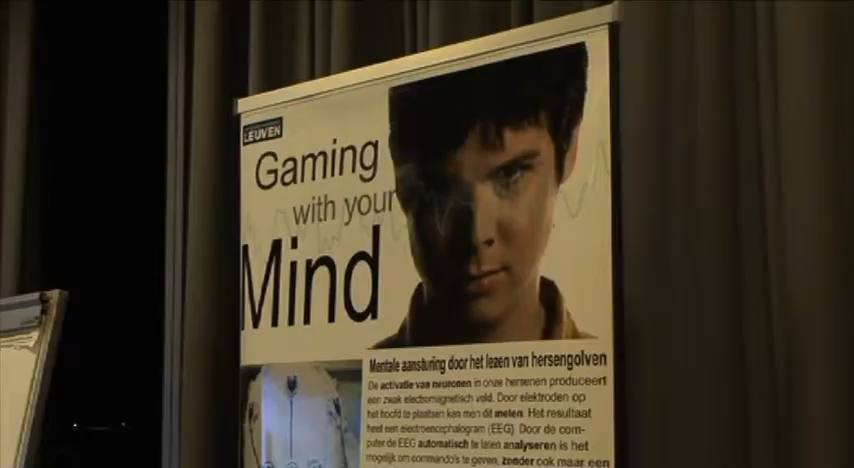 LEUVEN
Gaming
with your
Mind
Mentale aansturing door het lezen van hersengolven
De activatie van neuronen in onze hersenen produceert
een zwak electromagnetisch veld. Door elektroden op
het hoofd te plaatsen kan men dit meten. Het resultaat
heet een electroencephalogram (EEG). Door de com-
puter de EEG automatisch te laten analyseren is het
mogelijk om commando's te geven, zonder ook maar een